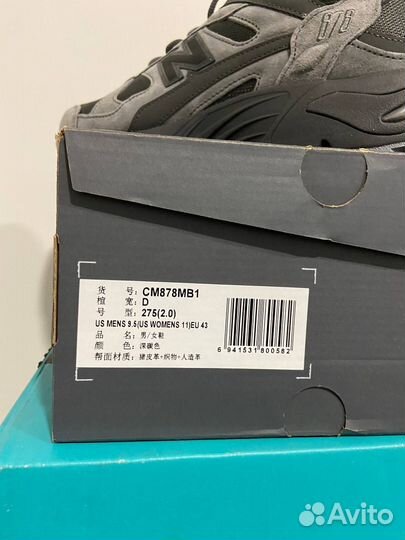 878
N
货 号: CM878MB1
楦 宽: D
号 型: 275(2.0)
US MENS 9.5(US WOMENS 11)EU 43
品 名: 男/女鞋
颜 色: 深碳色
帮面材质: 猪皮革+织物+人造革
6 941531 800582
Avito